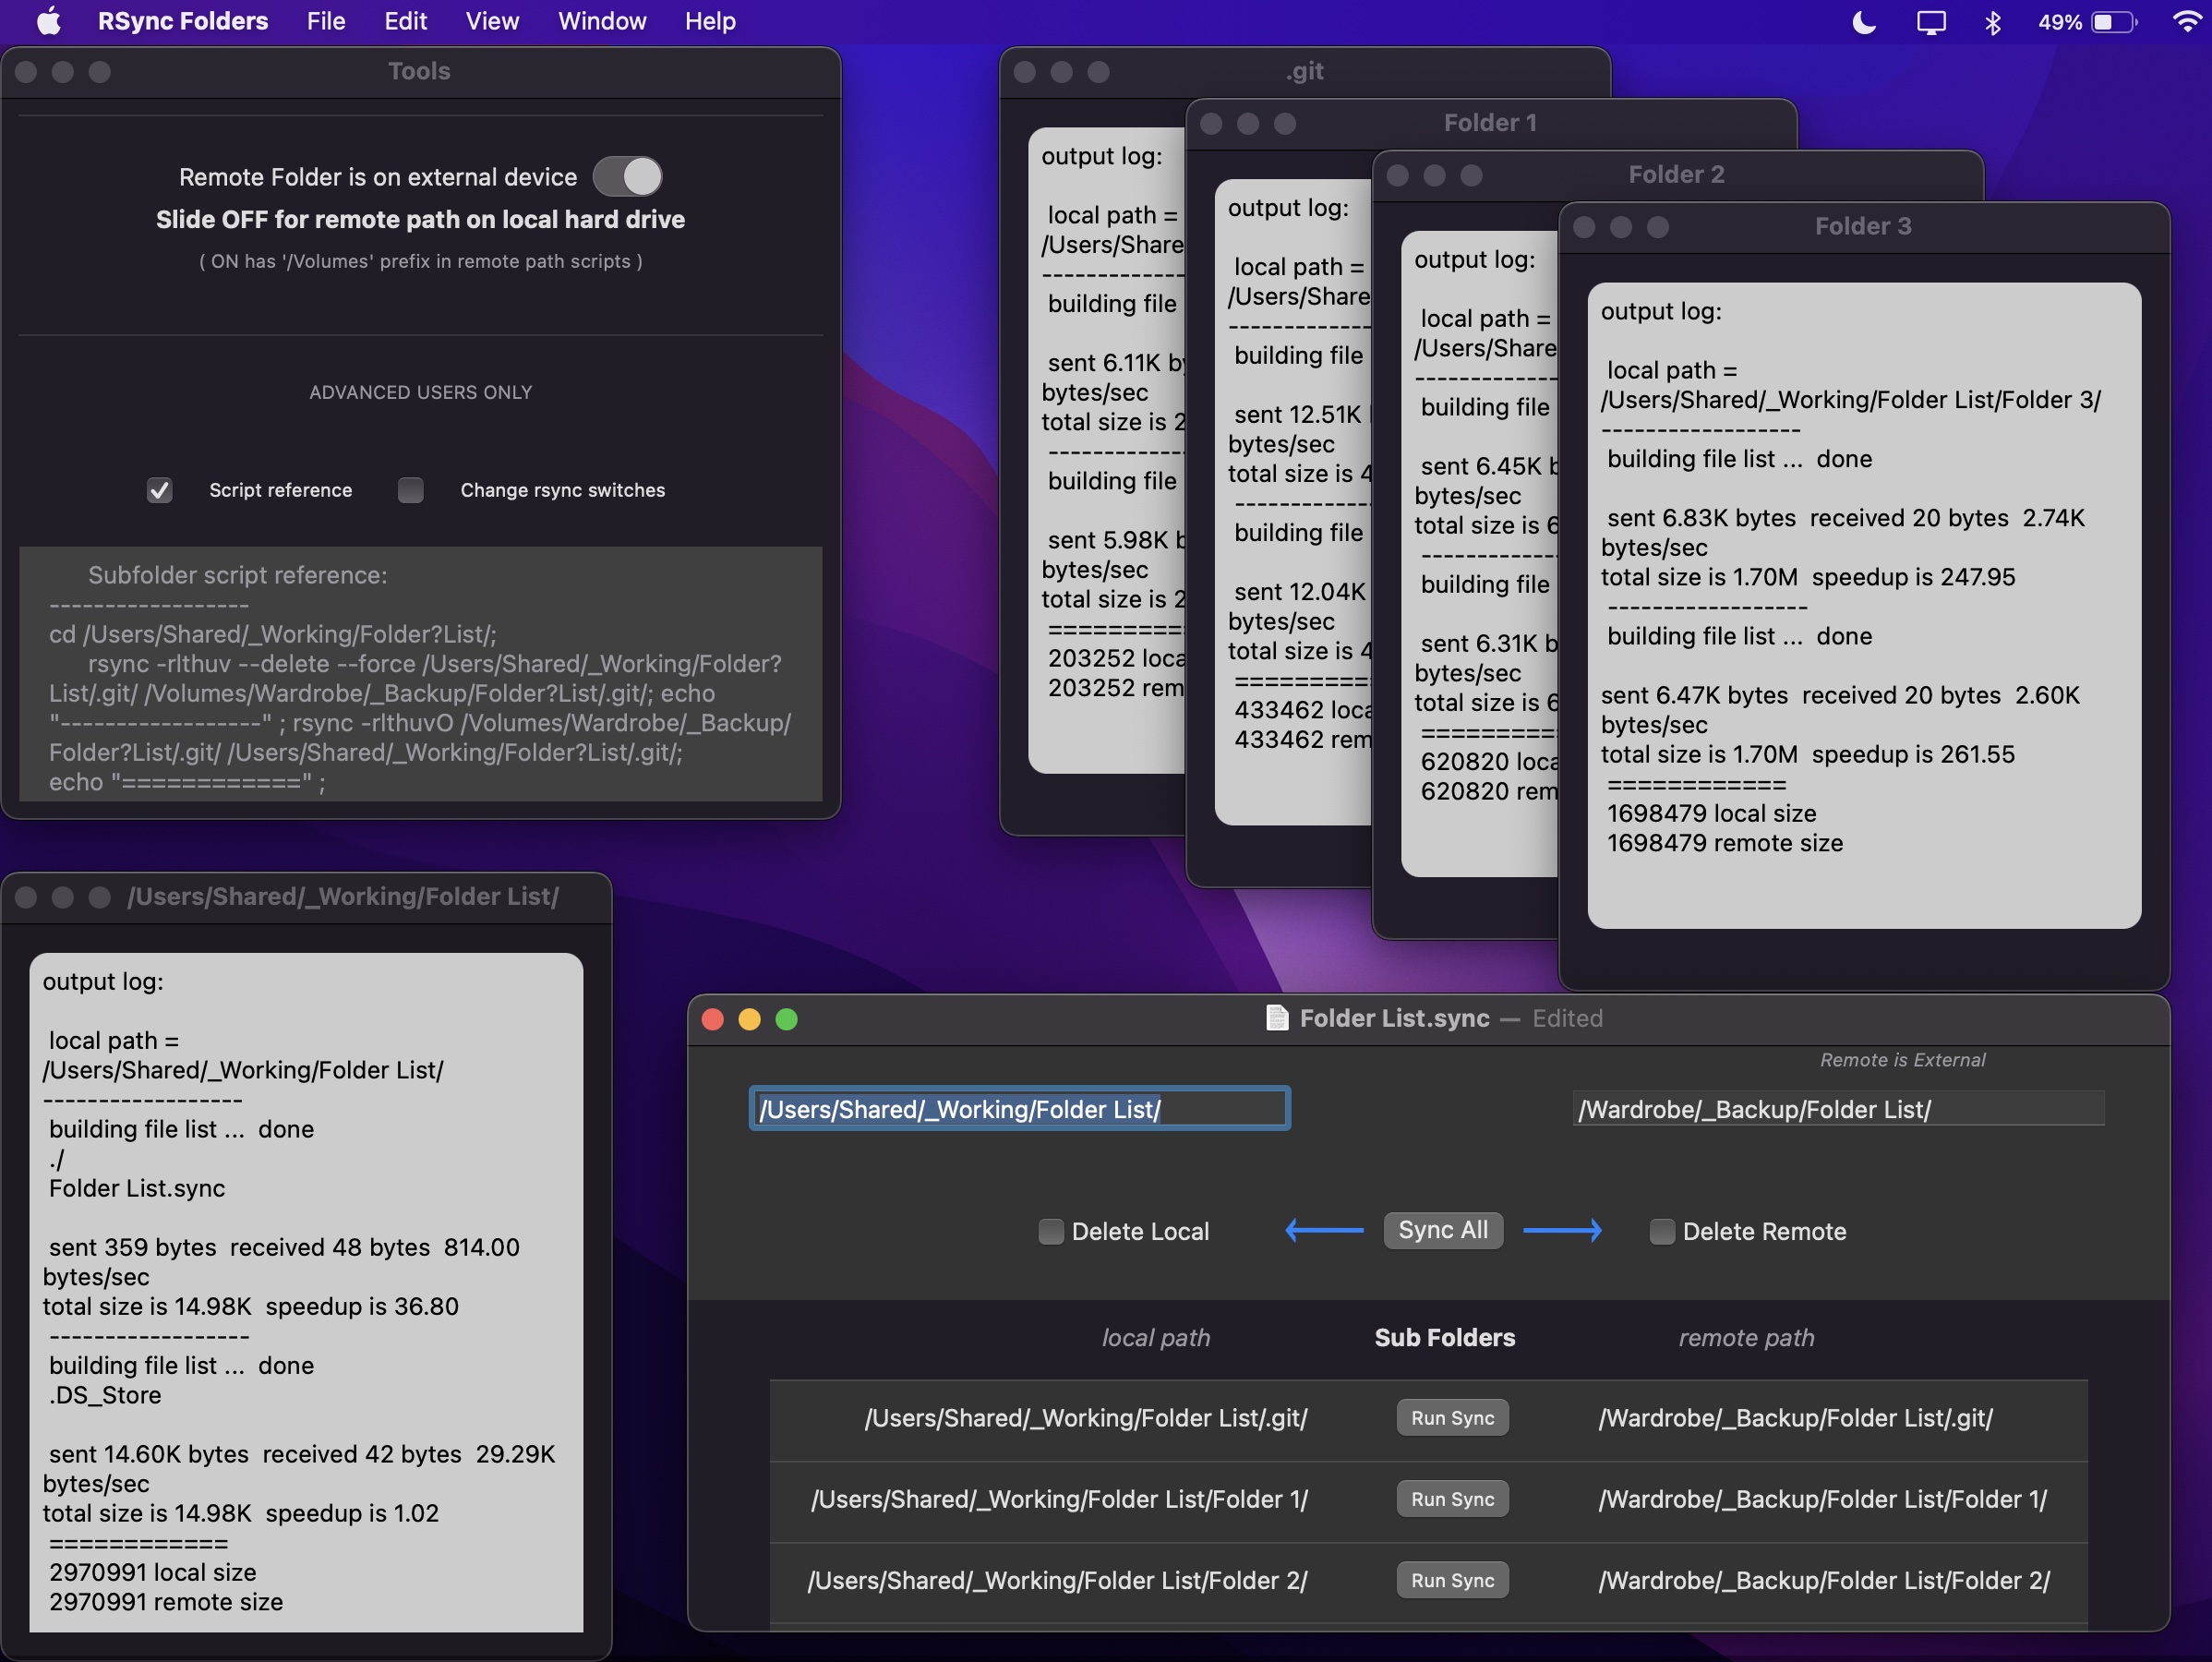 RSync Folders File Edit View Window Help 49%
Tools
Remote Folder is on external device
Slide OFF for remote path on local hard drive
( ON has '/Volumes' prefix in remote path scripts )
ADVANCED USERS ONLY
Script reference Change rsync switches
Subfolder script reference:
------------------
cd /Users/Shared/_Working/Folder?List/;
rsync -rlthuv --delete --force /Users/Shared/_Working/Folder?
List/.git/ /Volumes/Wardrobe/_Backup/Folder?List/.git/; echo
"------------------" ; rsync -rlthuvO /Volumes/Wardrobe/_Backup/
Folder?List/.git/ /Users/Shared/_Working/Folder?List/.git/;
echo "============" ;
.git
output log:
local path =
/Users/Share
------------------
building file
sent 6.11K by
bytes/sec
total size is 2
------------------
building file
sent 5.98K b
bytes/sec
total size is 2
============
203252 loca
203252 rem
Folder 1
output log:
local path =
/Users/Share
------------------
building file
sent 12.51K
bytes/sec
total size is 4
------------------
building file
sent 12.04K
bytes/sec
total size is 4
============
433462 loca
433462 rem
Folder 2
output log:
local path =
/Users/Share
------------------
building file
sent 6.45K b
bytes/sec
total size is 6
------------------
building file
sent 6.31K b
bytes/sec
total size is 6
============
620820 loca
620820 rem
Folder 3
output log:
local path =
/Users/Shared/_Working/Folder List/Folder 3/
------------------
building file list ... done
sent 6.83K bytes received 20 bytes 2.74K
bytes/sec
total size is 1.70M speedup is 247.95
------------------
building file list ... done
sent 6.47K bytes received 20 bytes 2.60K
bytes/sec
total size is 1.70M speedup is 261.55
============
1698479 local size
1698479 remote size
/Users/Shared/_Working/Folder List/
output log:
local path =
/Users/Shared/_Working/Folder List/
------------------
building file list ... done
./
Folder List.sync
sent 359 bytes received 48 bytes 814.00
bytes/sec
total size is 14.98K speedup is 36.80
------------------
building file list ... done
.DS_Store
sent 14.60K bytes received 42 bytes 29.29K
bytes/sec
total size is 14.98K speedup is 1.02
============
2970991 local size
2970991 remote size
Folder List.sync — Edited
Remote is External
/Users/Shared/_Working/Folder List/ /Wardrobe/_Backup/Folder List/
Delete Local Sync All Delete Remote
local path Sub Folders remote path
/Users/Shared/_Working/Folder List/.git/ Run Sync /Wardrobe/_Backup/Folder List/.git/
/Users/Shared/_Working/Folder List/Folder 1/ Run Sync /Wardrobe/_Backup/Folder List/Folder 1/
/Users/Shared/_Working/Folder List/Folder 2/ Run Sync /Wardrobe/_Backup/Folder List/Folder 2/